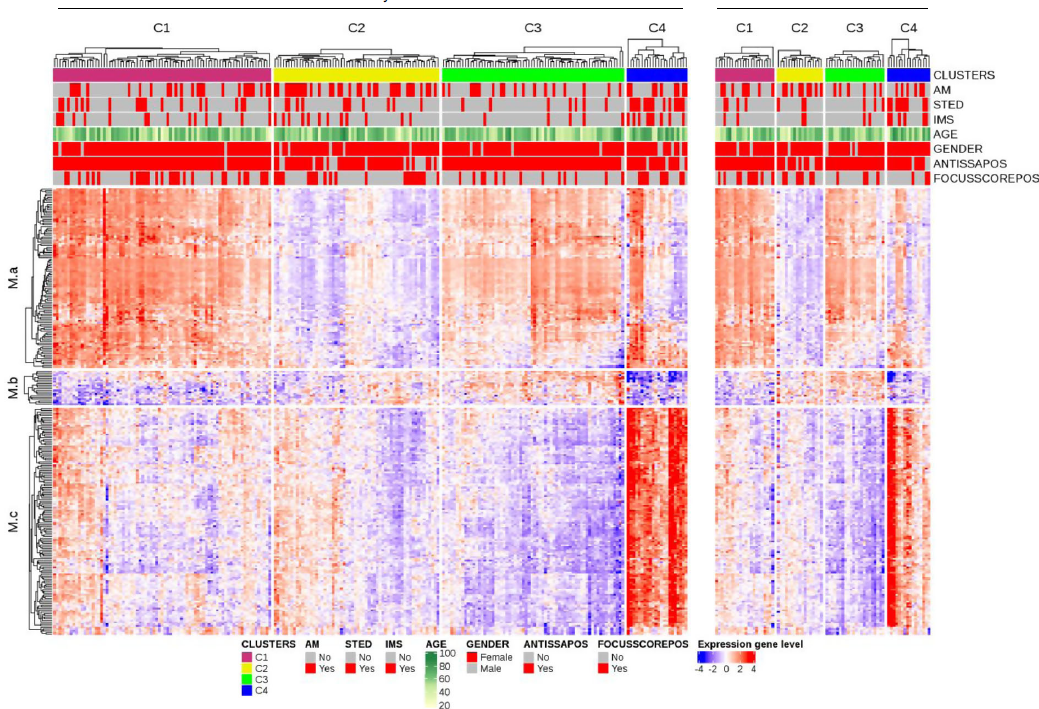 C1 C2 C3 C4 C1 C2 C3 C4
CLUSTERS
AM
STED
IMS
AGE
GENDER
ANTISSAPOS
FOCUSSCOREPOS
M.a
M.b
M.c
CLUSTERS AM STED IMS AGE GENDER ANTISSAPOS FOCUSSCOREPOS Expression gene level
C1 No No No 100 Female No No
C2 Yes Yes Yes 80 Male Yes Yes -4 -2 0 2 4
C3 60
C4 40
20